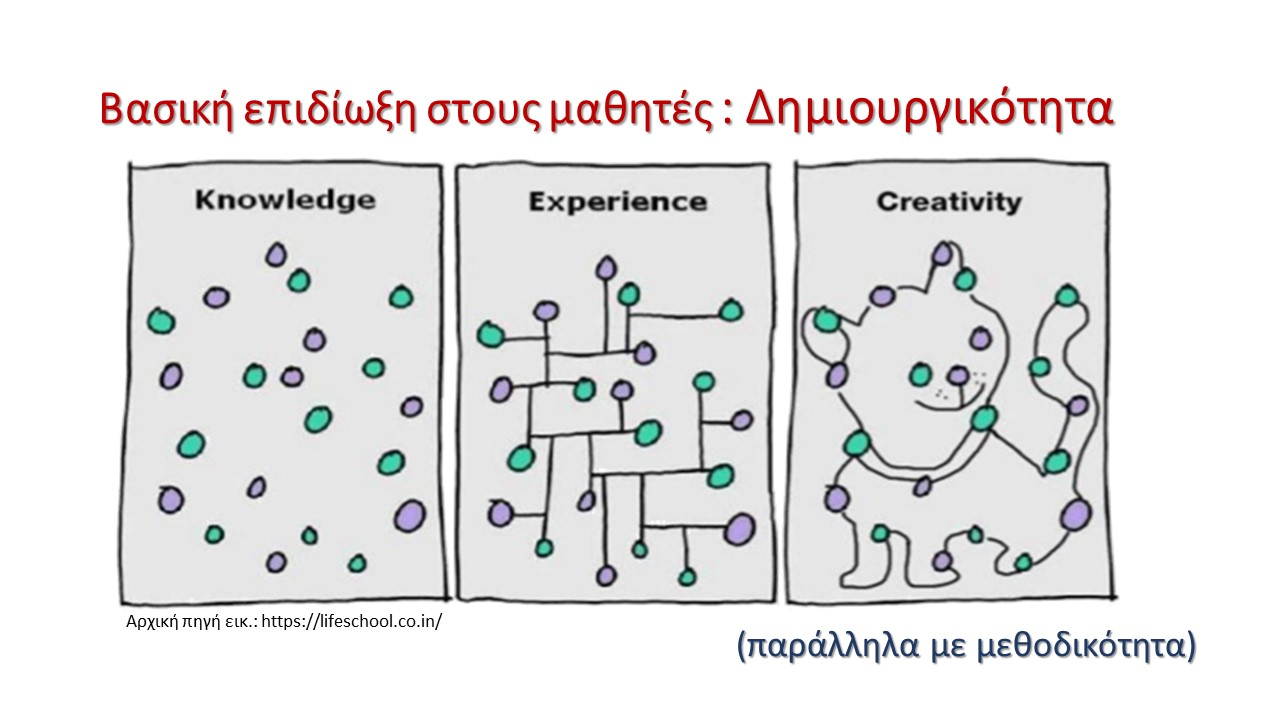 Βασική επιδίωξη στους μαθητές : Δημιουργικότητα
Knowledge
Experience
Creativity
Αρχική πηγή εικ.: https://lifeschool.co.in/
(παράλληλα με μεθοδικότητα)